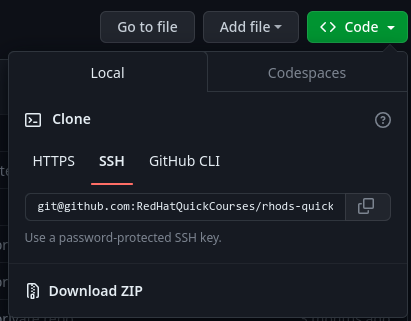 Go to file Add file Code
Local Codespaces
Clone
HTTPS SSH GitHub CLI
git@github.com:RedHatQuickCourses/rhods-quick
Use a password-protected SSH key.
Download ZIP